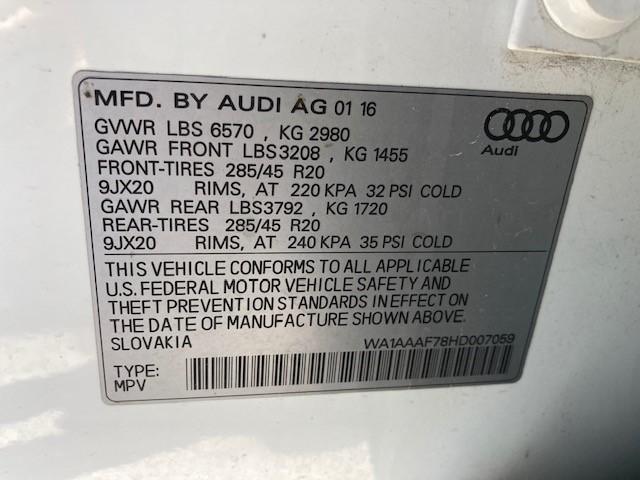 MFD. BY AUDI AG 01 16
GVWR LBS 6570 , KG 2980
GAWR FRONT LBS3208 , KG 1455
FRONT-TIRES 285/45 R20
9JX20 RIMS, AT 220 KPA 32 PSI COLD
GAWR REAR LBS3792 , KG 1720
REAR-TIRES 285/45 R20
9JX20 RIMS, AT 240 KPA 35 PSI COLD
Audi
THIS VEHICLE CONFORMS TO ALL APPLICABLE
U.S. FEDERAL MOTOR VEHICLE SAFETY AND
THEFT PREVENTION STANDARDS IN EFFECT ON
THE DATE OF MANUFACTURE SHOWN ABOVE.
SLOVAKIA WA1AAAF78HD007059
TYPE:
MPV